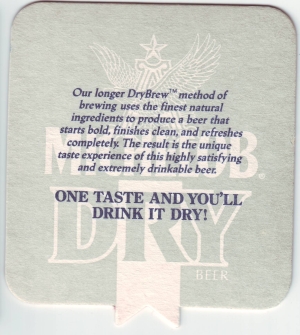 Our longer DryBrew™ method of
brewing uses the finest natural
ingredients to produce a beer that
starts bold, finishes clean, and refreshes
completely. The result is the unique
taste experience of this highly satisfying
and extremely drinkable beer.
ONE TASTE AND YOU'LL
DRINK IT DRY!
DRY
BEER